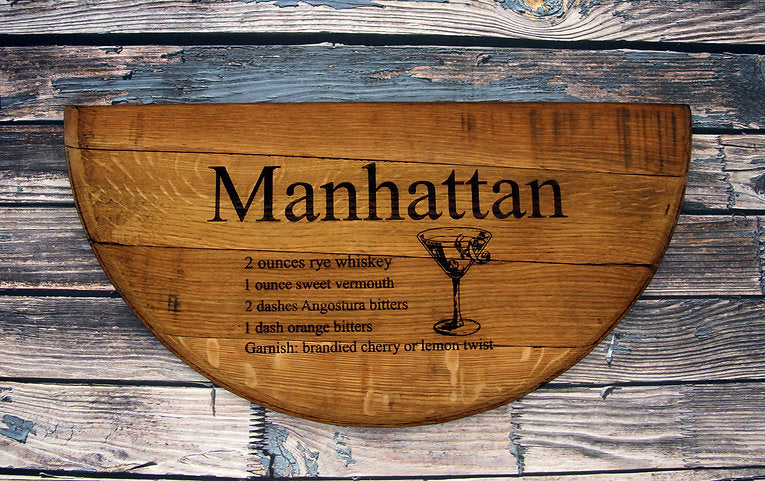 Manhattan
2 ounces rye whiskey
1 ounce sweet vermouth
2 dashes Angostura bitters
1 dash orange bitters
Garnish: brandied cherry or lemon twist